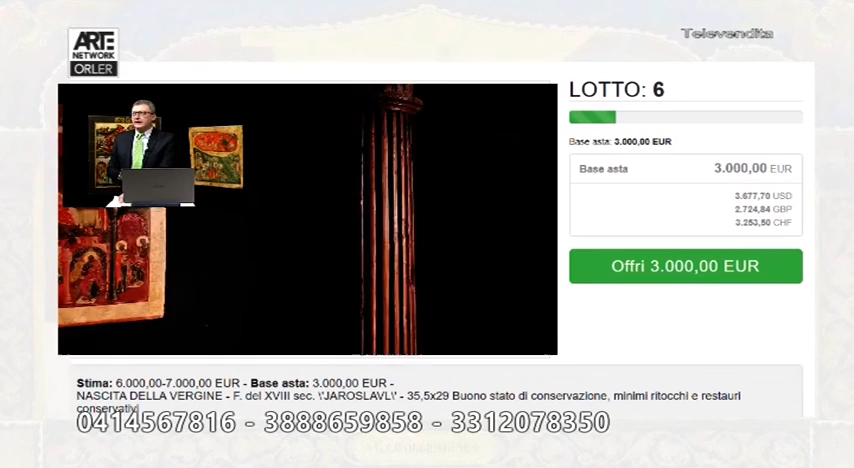 ARTE
NETWORK
ORLER
Televendita
LOTTO: 6
Base asta: 3.000,00 EUR
Base asta 3.000,00 EUR
3.677,70 USD
2.724,84 GBP
3.253,50 CHF
Offri 3.000,00 EUR
Stima: 6.000,00-7.000,00 EUR - Base asta: 3.000,00 EUR -
NASCITA DELLA VERGINE - F. del XVIII sec. \'JAROSLAVL\' - 35,5x29 Buono stato di conservazione, minimi ritocchi e restauri
conservativi
0414567816 - 3888659858 - 3312078350